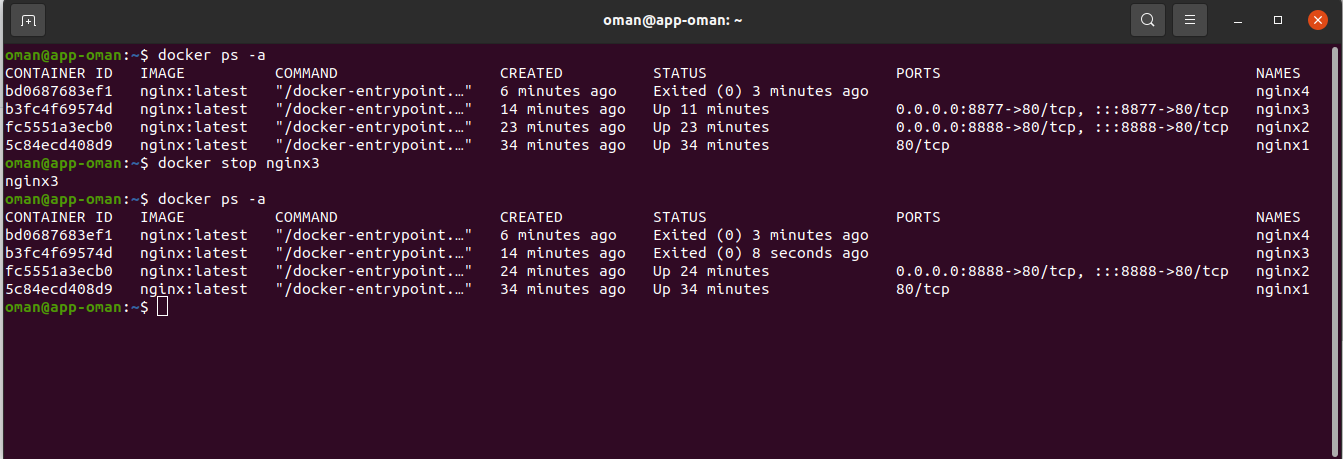 oman@app-oman: ~
oman@app-oman:~$ docker ps -a
CONTAINER ID   IMAGE          COMMAND                  CREATED          STATUS                     PORTS                                   NAMES
bd0687683ef1   nginx:latest   "/docker-entrypoint.…"   6 minutes ago    Exited (0) 3 minutes ago                                           nginx4
b3fc4f69574d   nginx:latest   "/docker-entrypoint.…"   14 minutes ago   Up 11 minutes              0.0.0.0:8877->80/tcp, :::8877->80/tcp   nginx3
fc5551a3ecb0   nginx:latest   "/docker-entrypoint.…"   23 minutes ago   Up 23 minutes              0.0.0.0:8888->80/tcp, :::8888->80/tcp   nginx2
5c84ecd408d9   nginx:latest   "/docker-entrypoint.…"   34 minutes ago   Up 34 minutes              80/tcp                                  nginx1
oman@app-oman:~$ docker stop nginx3
nginx3
oman@app-oman:~$ docker ps -a
CONTAINER ID   IMAGE          COMMAND                  CREATED          STATUS                     PORTS                                   NAMES
bd0687683ef1   nginx:latest   "/docker-entrypoint.…"   6 minutes ago    Exited (0) 3 minutes ago                                           nginx4
b3fc4f69574d   nginx:latest   "/docker-entrypoint.…"   14 minutes ago   Exited (0) 8 seconds ago                                           nginx3
fc5551a3ecb0   nginx:latest   "/docker-entrypoint.…"   24 minutes ago   Up 24 minutes              0.0.0.0:8888->80/tcp, :::8888->80/tcp   nginx2
5c84ecd408d9   nginx:latest   "/docker-entrypoint.…"   34 minutes ago   Up 34 minutes              80/tcp                                  nginx1
oman@app-oman:~$